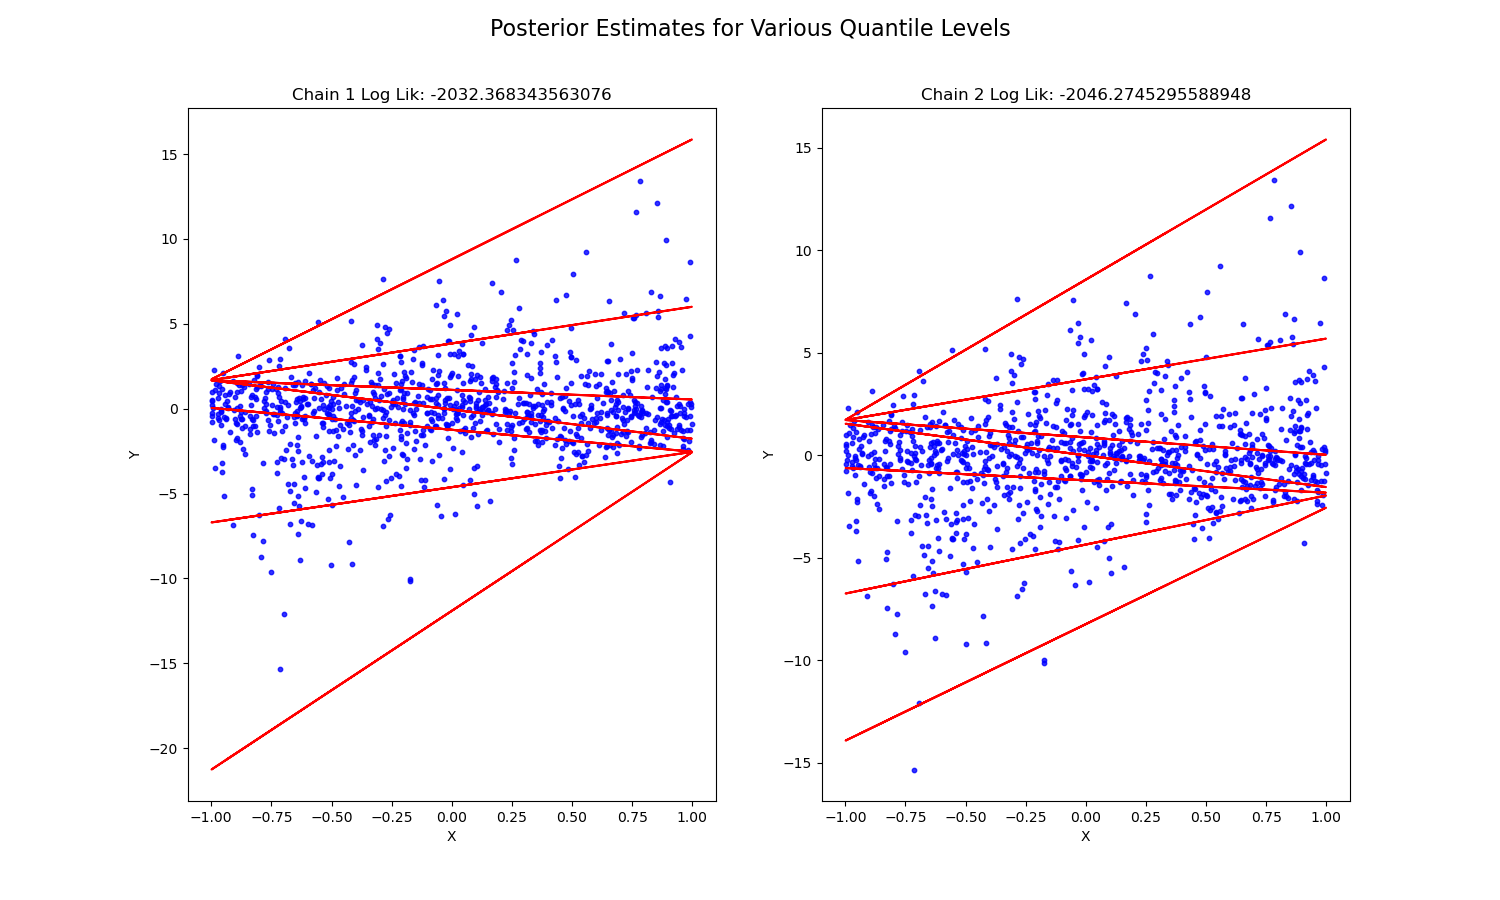 Posterior Estimates for Various Quantile Levels
Chain 1 Log Lik: -2032.368343563076
15
10
5
0
−5
−10
−15
−20
Y
−1.00 −0.75 −0.50 −0.25 0.00 0.25 0.50 0.75 1.00
X
Chain 2 Log Lik: -2046.2745295588948
15
10
5
0
−5
−10
−15
Y
−1.00 −0.75 −0.50 −0.25 0.00 0.25 0.50 0.75 1.00
X